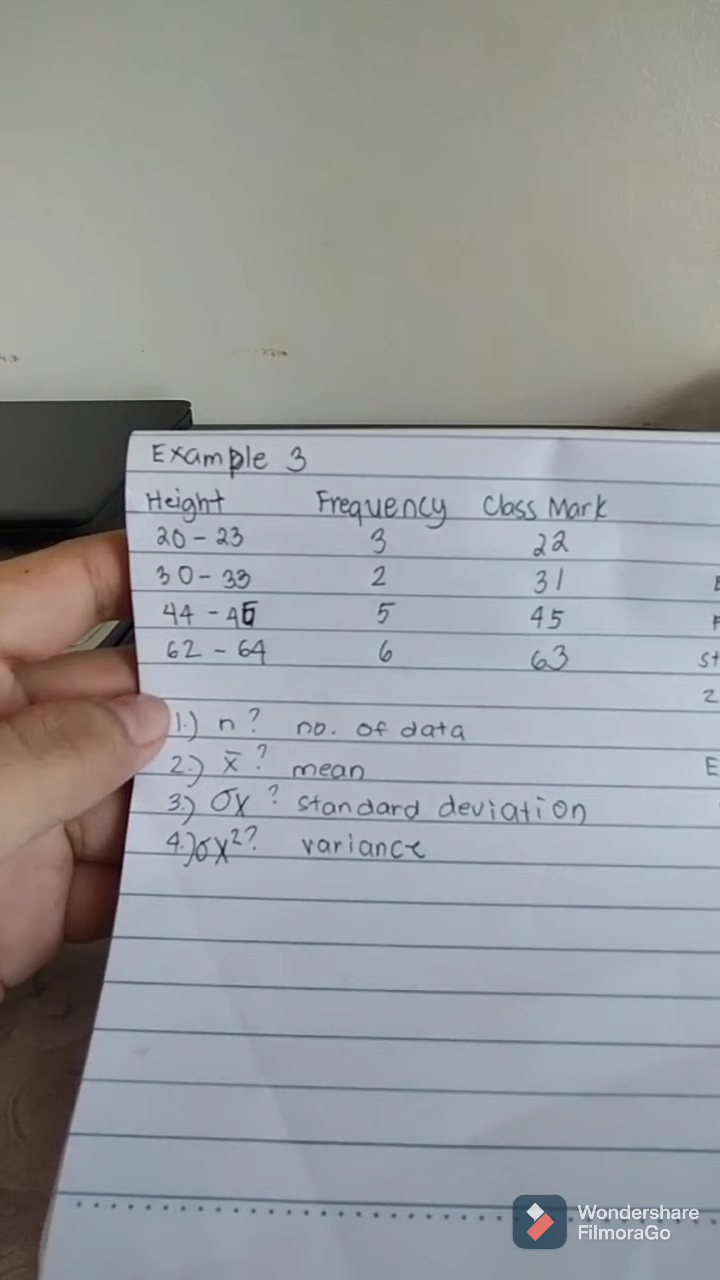 Example 3
Height Frequency Class Mark
20 - 23 3 22
30 - 33 2 31
44 - 46 5 45
62 - 64 6 63
1.) n ? no. of data
2.) x̄ ? mean
3.) σx ? standard deviation
4.) σx²? variance
Wondershare
FilmoraGo